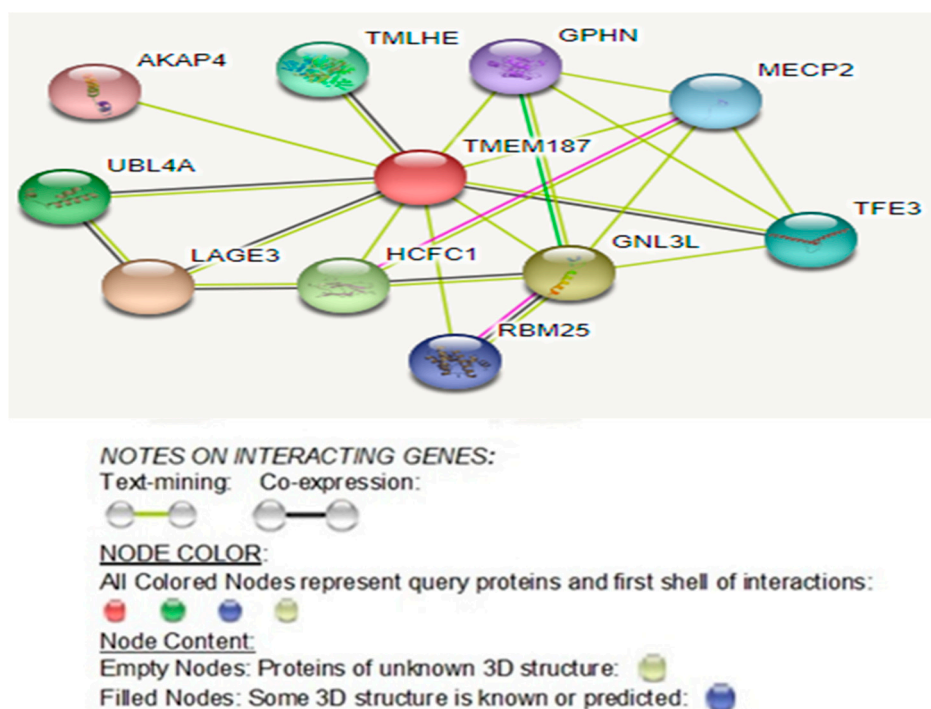 TMLHE
GPHN
AKAP4
MECP2
TMEM187
UBL4A
TFE3
LAGE3
HCFC1
GNL3L
RBM25
NOTES ON INTERACTING GENES:
Text-mining: Co-expression:
NODE COLOR:
All Colored Nodes represent query proteins and first shell of interactions:
Node Content:
Empty Nodes: Proteins of unknown 3D structure:
Filled Nodes: Some 3D structure is known or predicted: